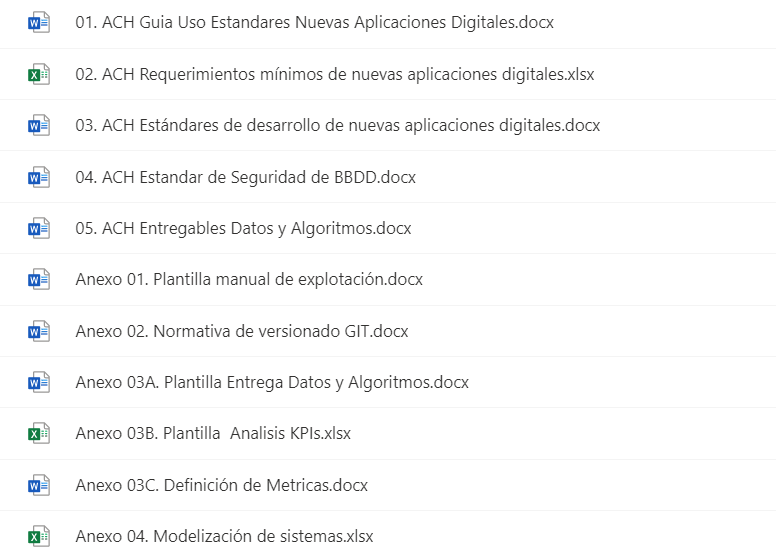 01. ACH Guia Uso Estandares Nuevas Aplicaciones Digitales.docx
02. ACH Requerimientos mínimos de nuevas aplicaciones digitales.xlsx
03. ACH Estándares de desarrollo de nuevas aplicaciones digitales.docx
04. ACH Estandar de Seguridad de BBDD.docx
05. ACH Entregables Datos y Algoritmos.docx
Anexo 01. Plantilla manual de explotación.docx
Anexo 02. Normativa de versionado GIT.docx
Anexo 03A. Plantilla Entrega Datos y Algoritmos.docx
Anexo 03B. Plantilla  Analisis KPIs.xlsx
Anexo 03C. Definición de Metricas.docx
Anexo 04. Modelización de sistemas.xlsx